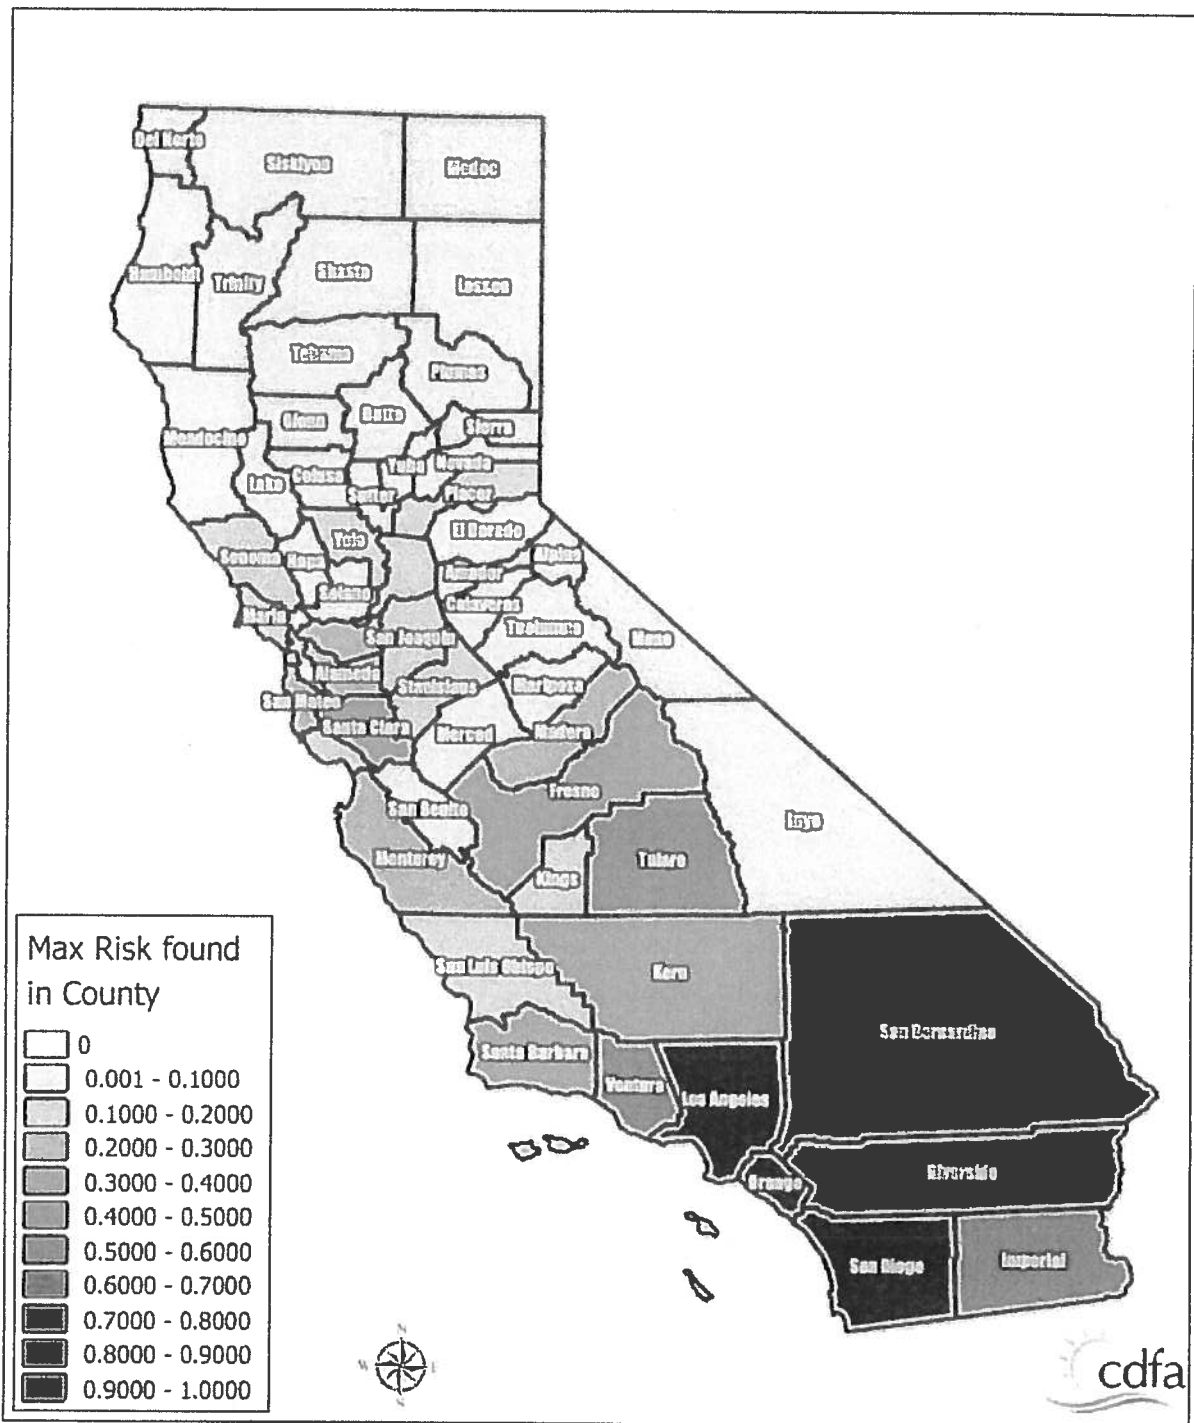 Del Norte
Siskiyou
Modoc
Humboldt
Trinity
Shasta
Lassen
Tehama
Plumas
Glenn
Butte
Sierra
Mendocino
Lake
Colusa
Yuba
Nevada
Sutter
Placer
El Dorado
Yolo
Sonoma
Napa
Alpine
Amador
Solano
Calaveras
Marin
San Joaquin
Tuolumne
Mono
Alameda
Stanislaus
Mariposa
San Mateo
Santa Clara
Merced
Madera
Fresno
San Benito
Inyo
Monterey
Kings
Tulare
San Luis Obispo
Kern
San Bernardino
Santa Barbara
Ventura
Los Angeles
Orange
Riverside
San Diego
Imperial
Max Risk found
in County
0
0.001 - 0.1000
0.1000 - 0.2000
0.2000 - 0.3000
0.3000 - 0.4000
0.4000 - 0.5000
0.5000 - 0.6000
0.6000 - 0.7000
0.7000 - 0.8000
0.8000 - 0.9000
0.9000 - 1.0000
N
W
E
cdfa